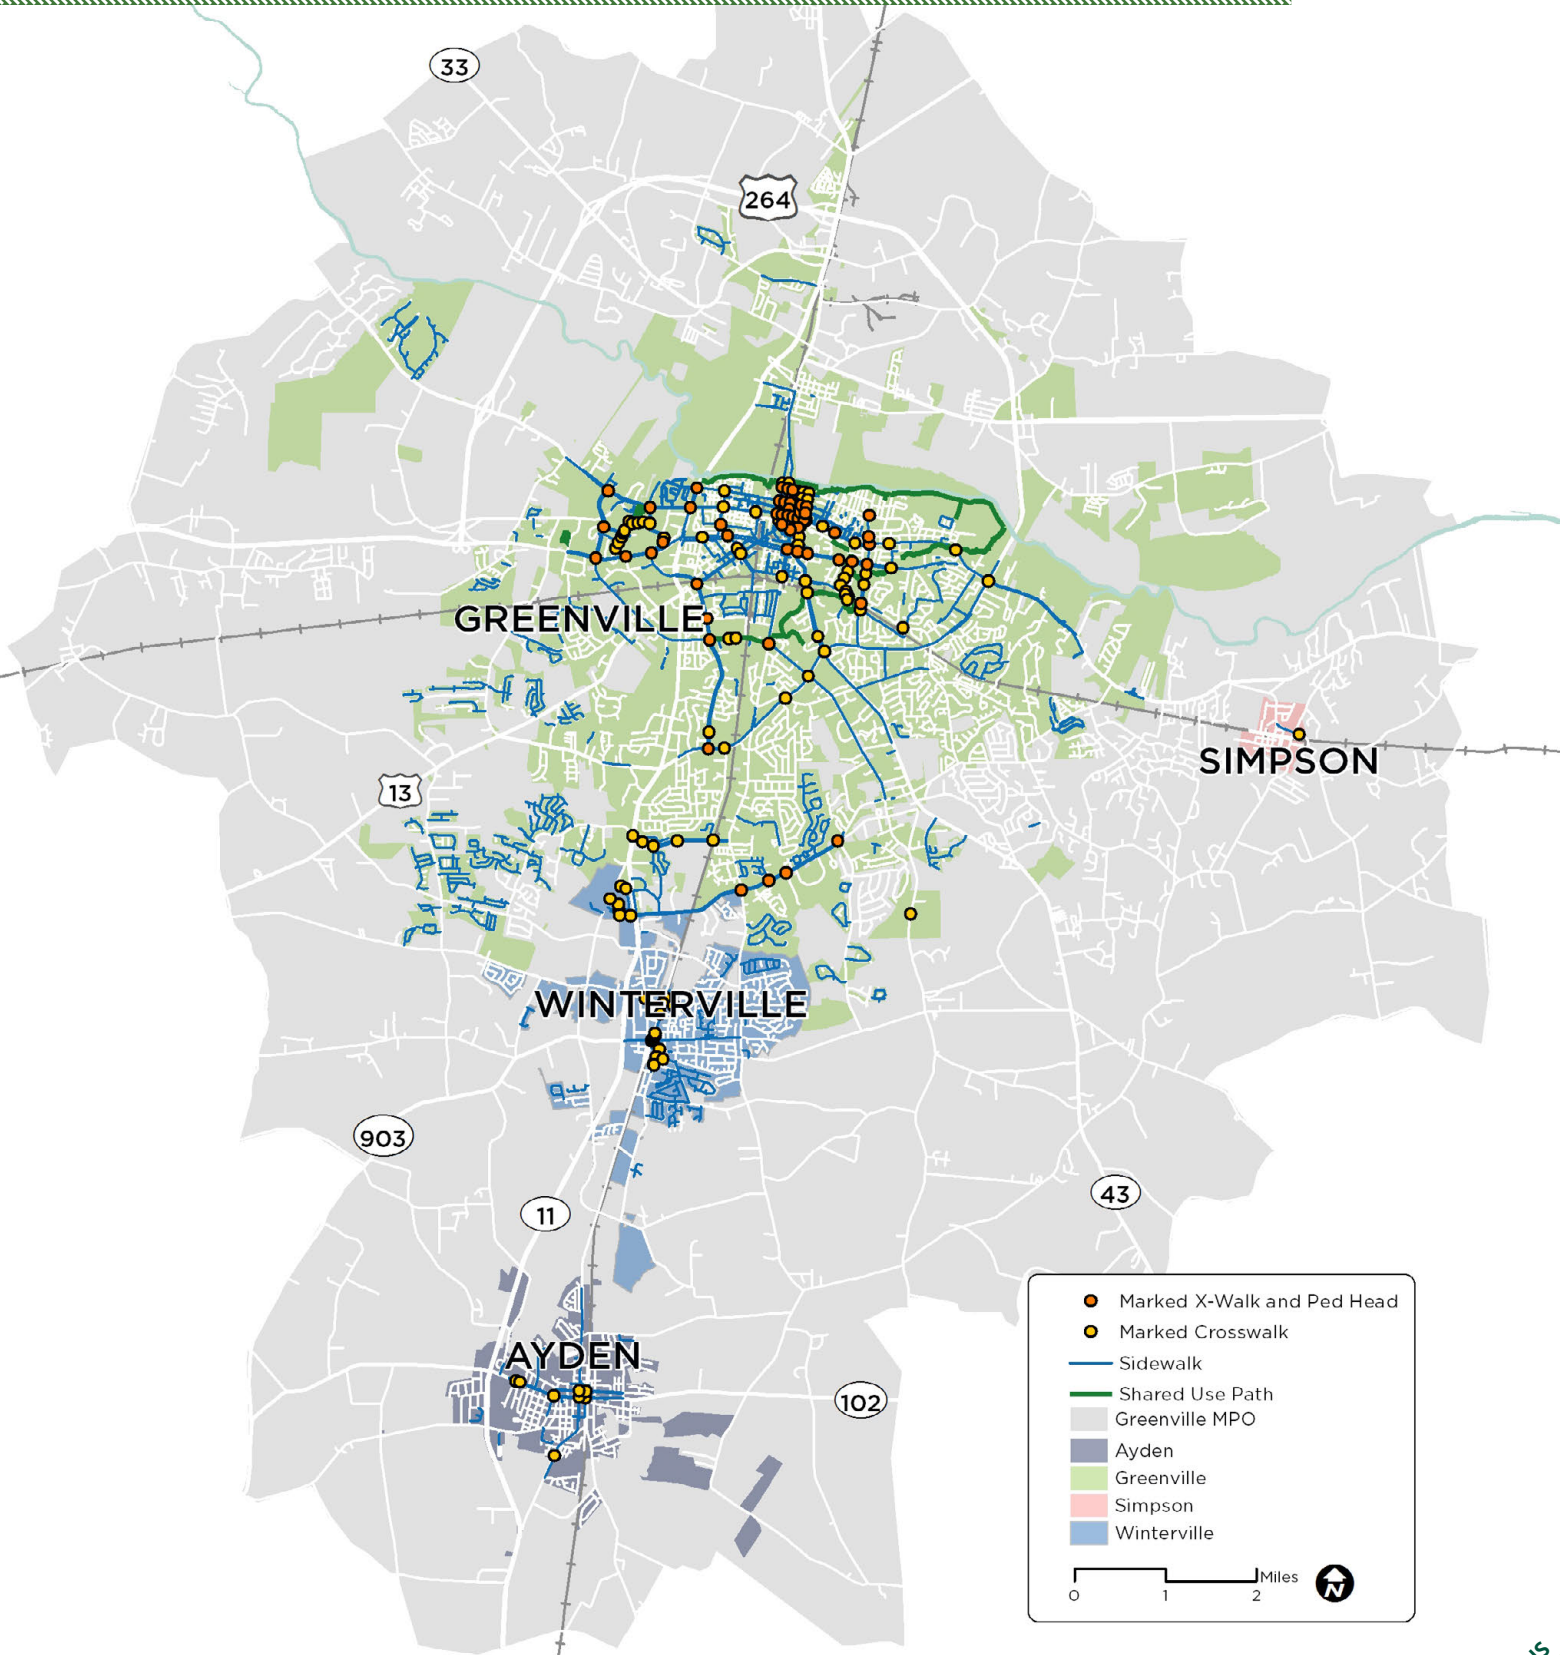 33
264
GREENVILLE
SIMPSON
13
WINTERVILLE
903
43
11
AYDEN
102
Marked X-Walk and Ped Head
Marked Crosswalk
Sidewalk
Shared Use Path
Greenville MPO
Ayden
Greenville
Simpson
Winterville
Miles
0 1 2
N